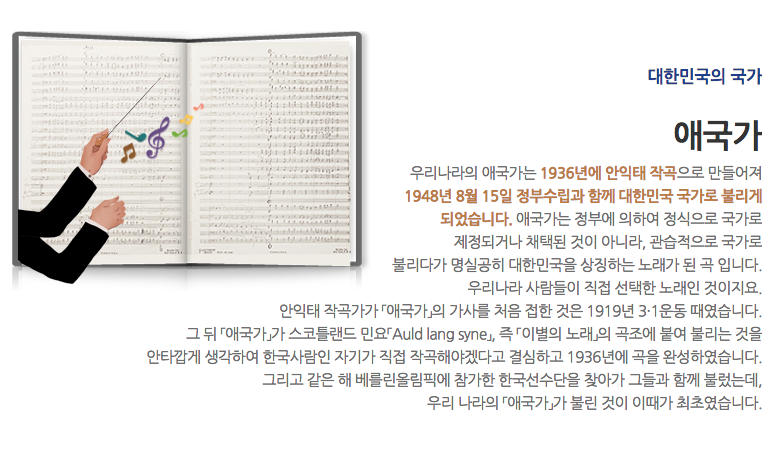 대한민국의 국가
애국가
우리나라의 애국가는 1936년에 안익태 작곡으로 만들어져
1948년 8월 15일 정부수립과 함께 대한민국 국가로 불리게
되었습니다. 애국가는 정부에 의하여 정식으로 국가로
제정되거나 채택된 것이 아니라, 관습적으로 국가로
불리다가 명실공히 대한민국을 상징하는 노래가 된 곡 입니다.
우리나라 사람들이 직접 선택한 노래인 것이지요.
안익태 작곡가가 「애국가」의 가사를 처음 접한 것은 1919년 3·1운동 때였습니다.
그 뒤 「애국가」가 스코틀랜드 민요「Auld lang syne」, 즉 「이별의 노래」의 곡조에 붙여 불리는 것을
안타깝게 생각하여 한국사람인 자기가 직접 작곡해야겠다고 결심하고 1936년에 곡을 완성하였습니다.
그리고 같은 해 베를린올림픽에 참가한 한국선수단을 찾아가 그들과 함께 불렀는데,
우리 나라의 「애국가」가 불린 것이 이때가 최초였습니다.